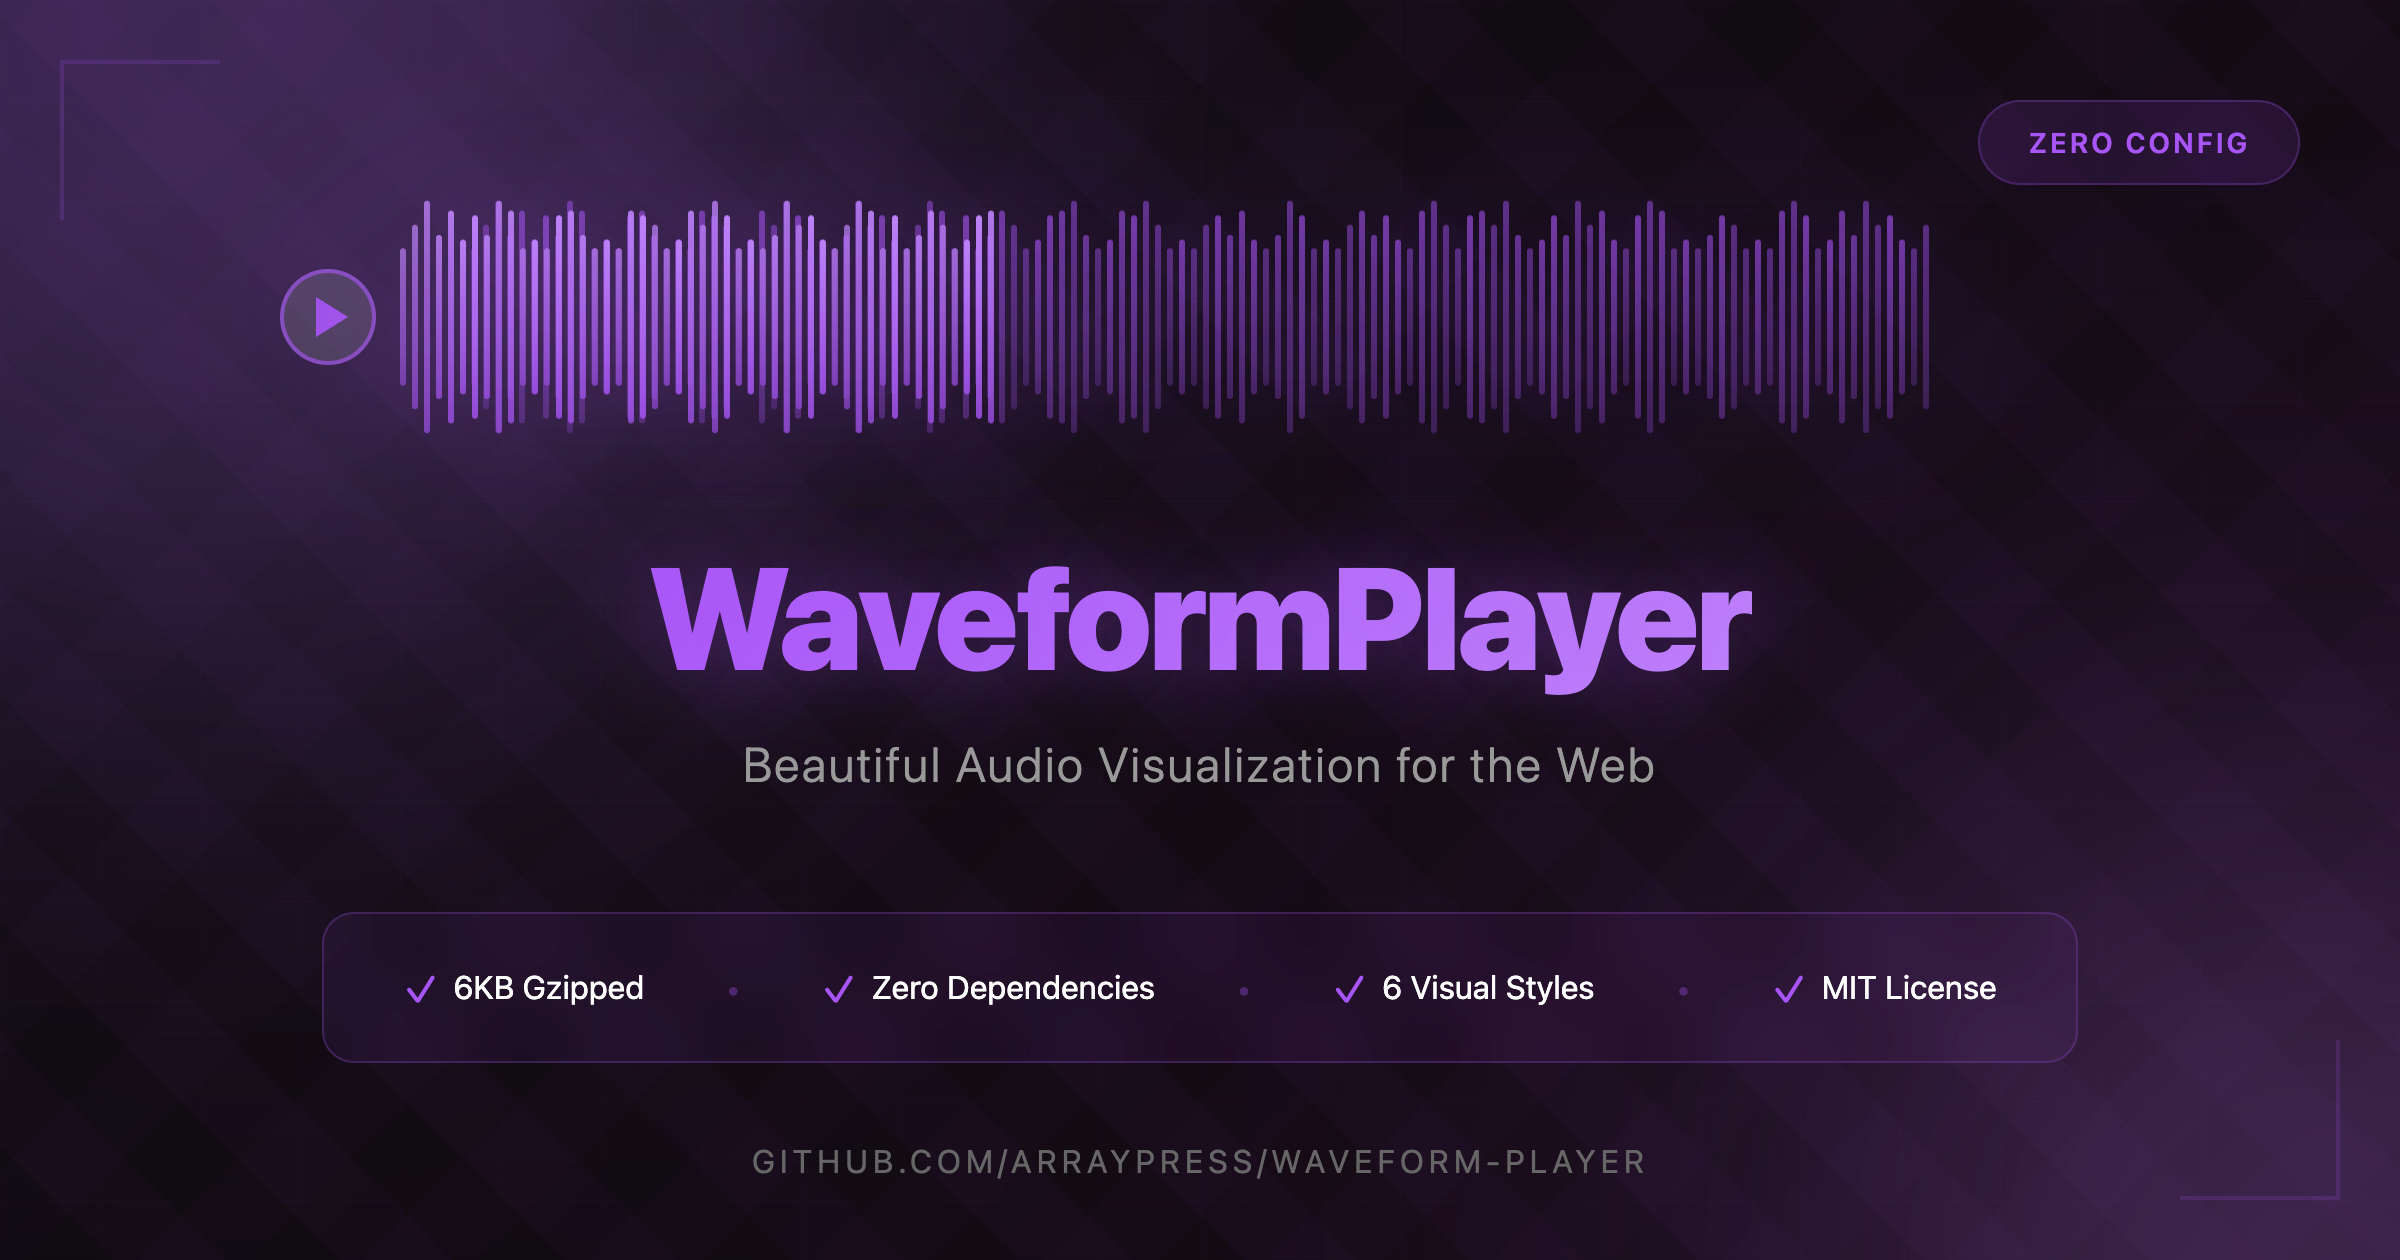 ZERO CONFIG
WaveformPlayer
Beautiful Audio Visualization for the Web
6KB Gzipped • Zero Dependencies • 6 Visual Styles • MIT License
GITHUB.COM/ARRAYPRESS/WAVEFORM-PLAYER